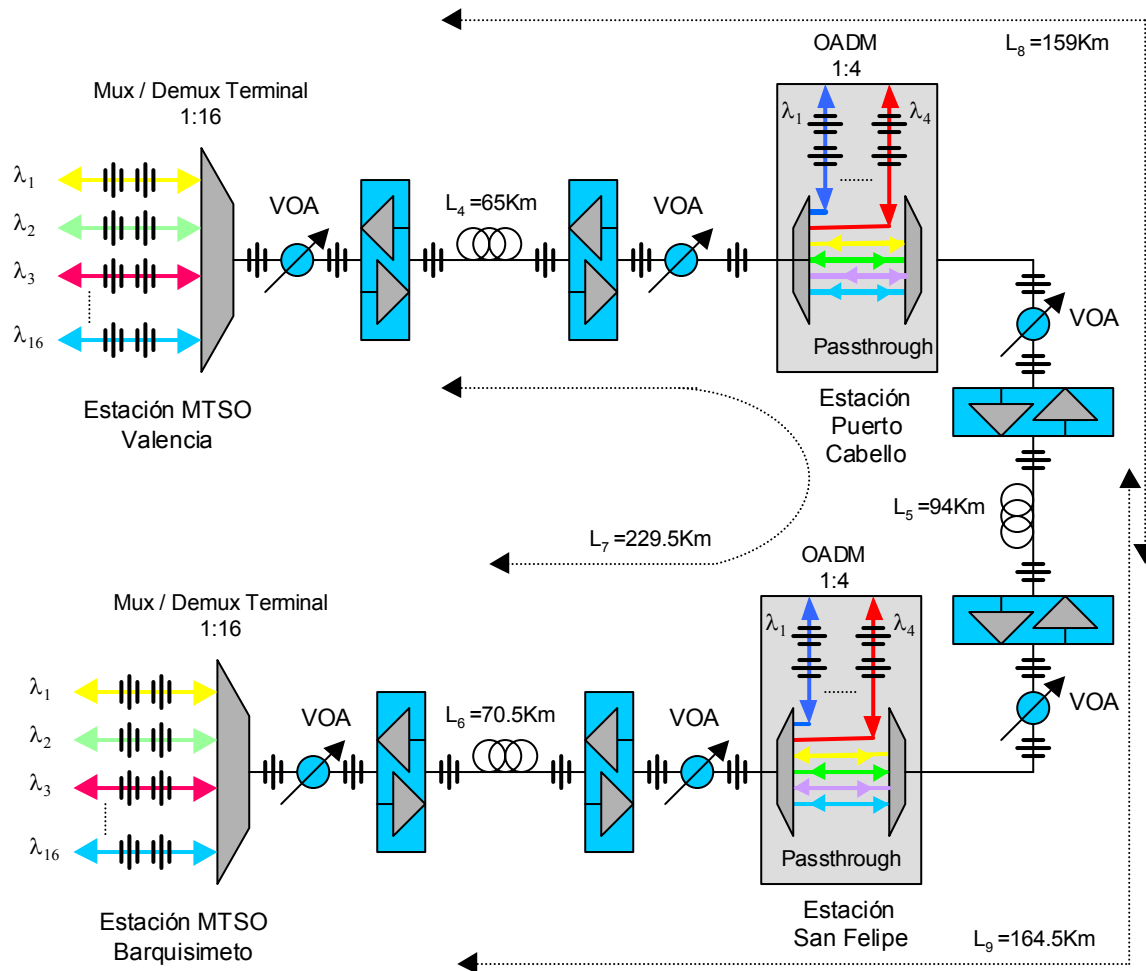 OADM
1:4
L8 =159Km
Mux / Demux Terminal
1:16
λ1
λ4
λ1
VOA
L4 =65Km
VOA
λ2
λ3
λ16
Passthrough
VOA
Estación MTSO
Valencia
Estación
Puerto
Cabello
L5 =94Km
L7 =229.5Km
OADM
1:4
Mux / Demux Terminal
1:16
λ1
λ4
λ1
VOA
L6 =70.5Km
VOA
VOA
λ2
λ3
λ16
Passthrough
Estación MTSO
Barquisimeto
Estación
San Felipe
L9 =164.5Km